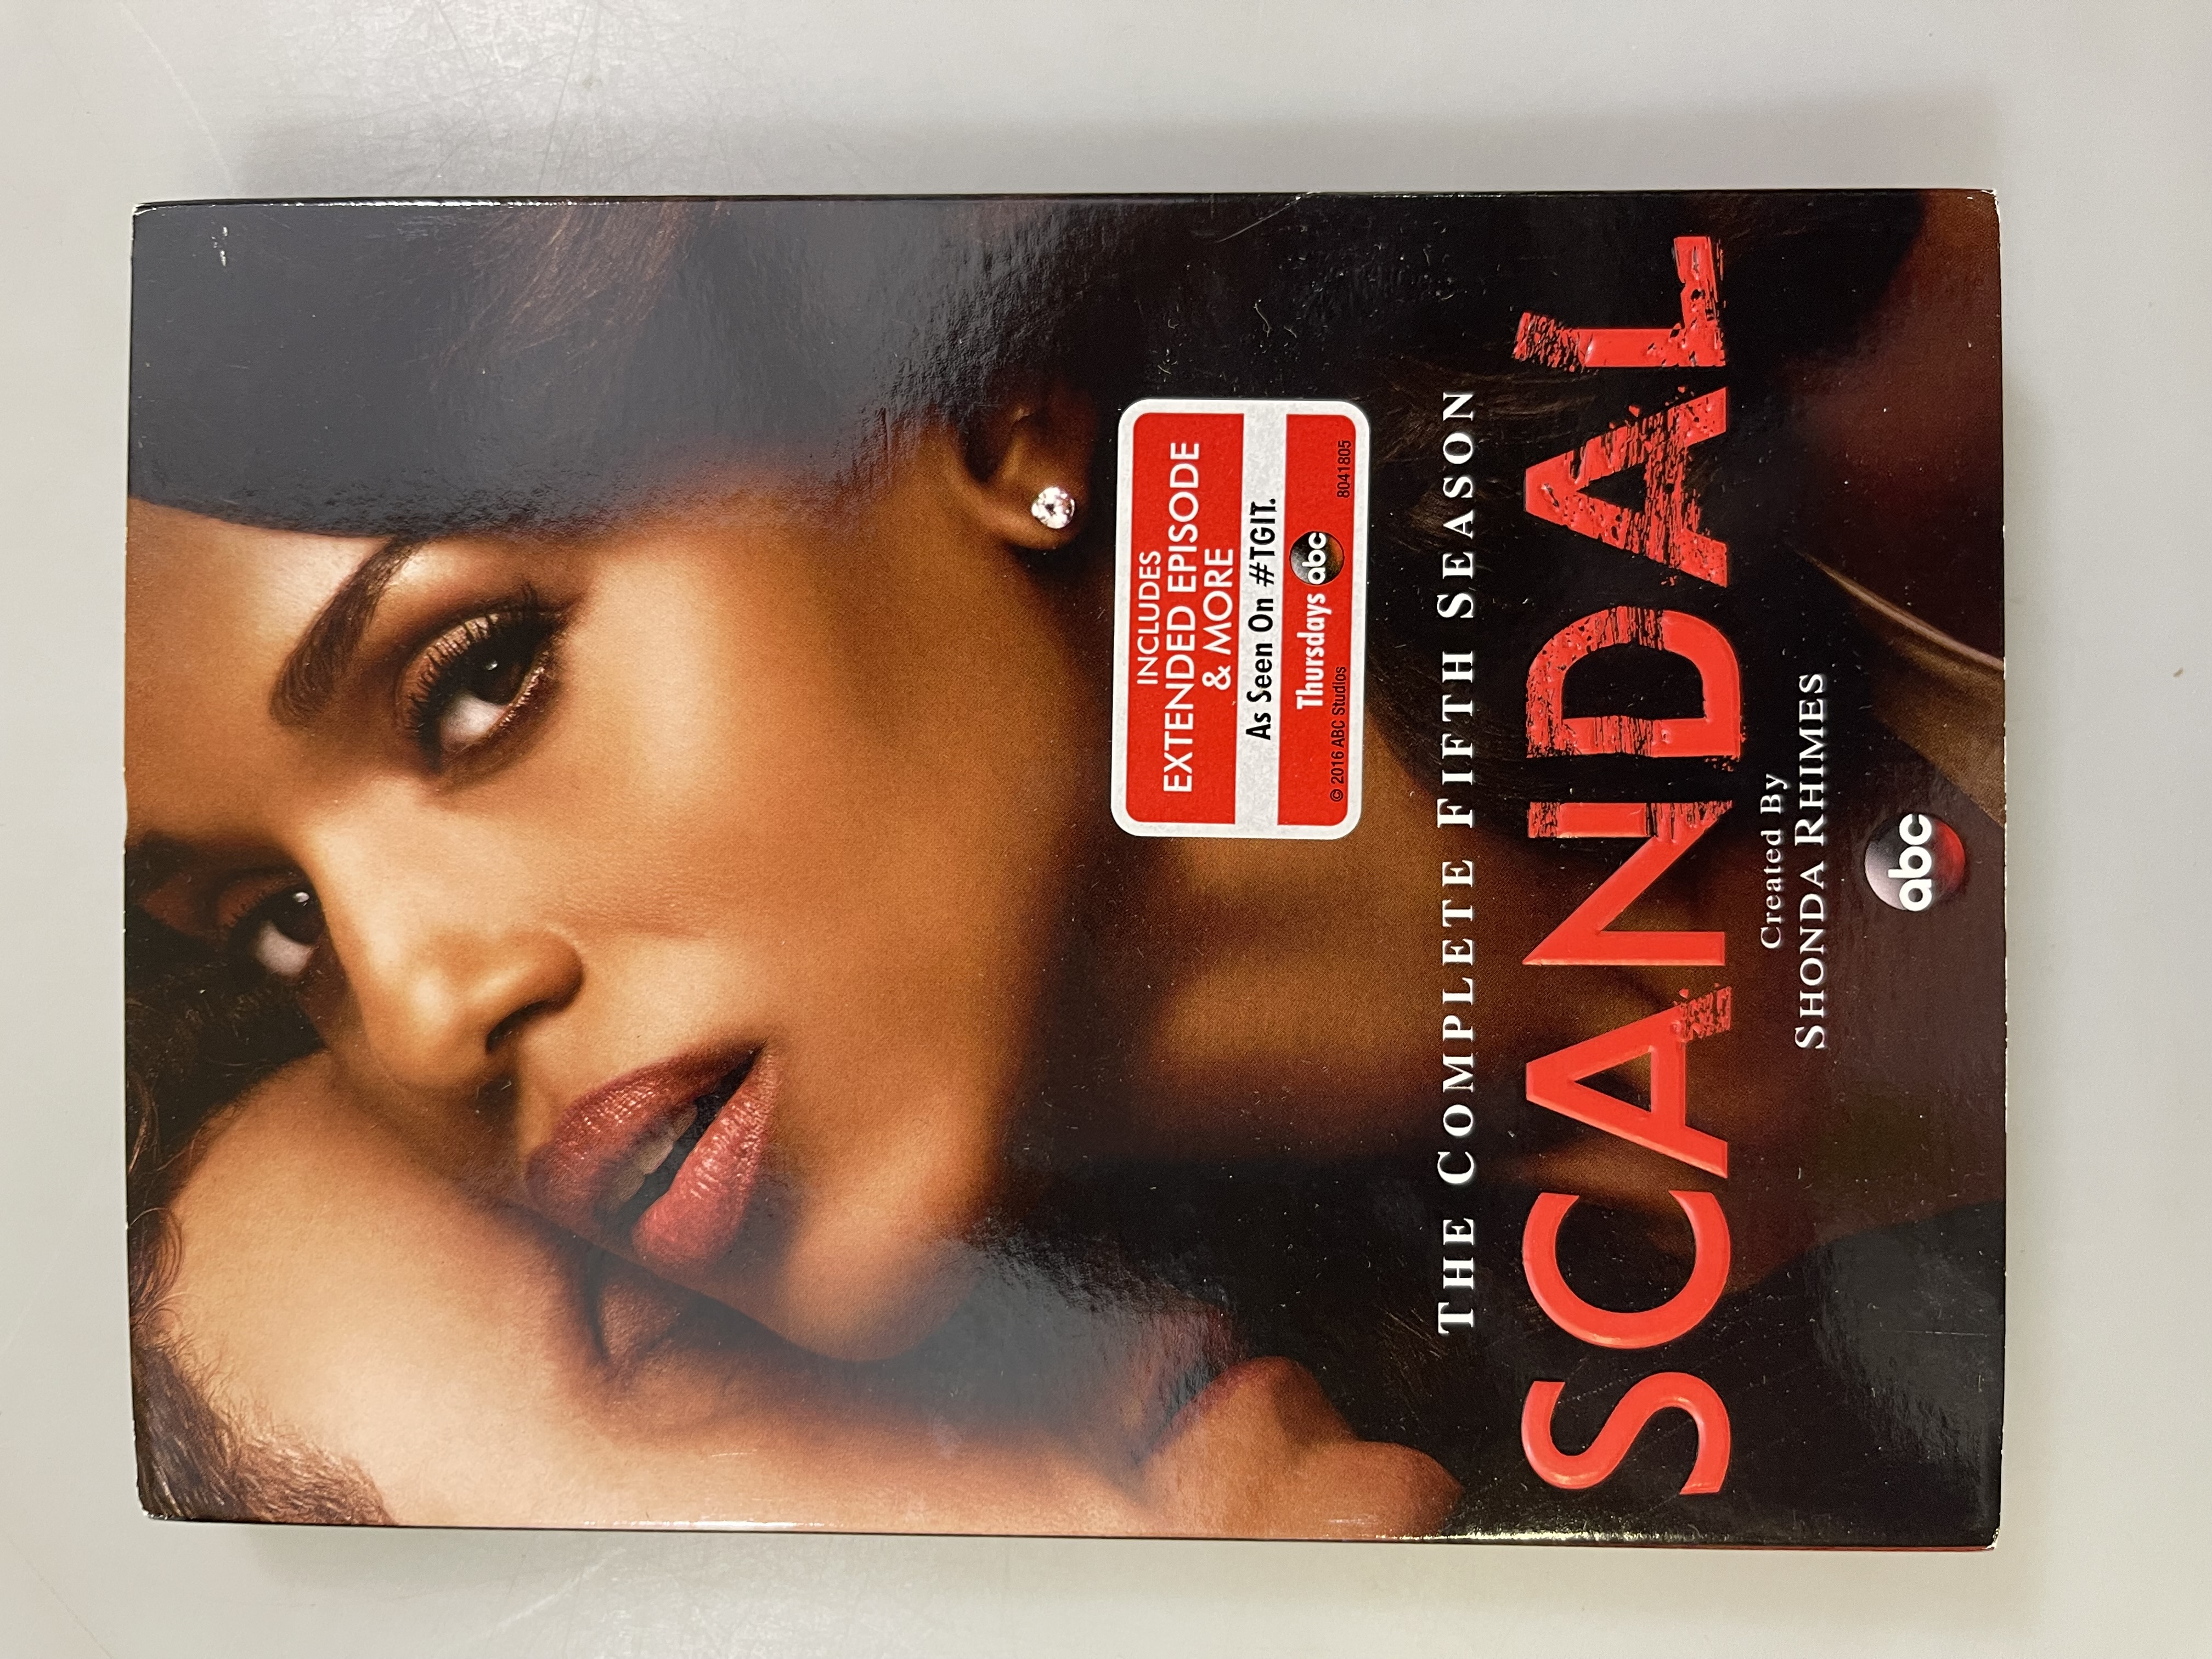 INCLUDES
EXTENDED EPISODE
& MORE
As Seen On #TGIT.
Thursdays abc
© 2016 ABC Studios 8041805
THE COMPLETE FIFTH SEASON
SCANDAL
Created By
SHONDA RHIMES
abc